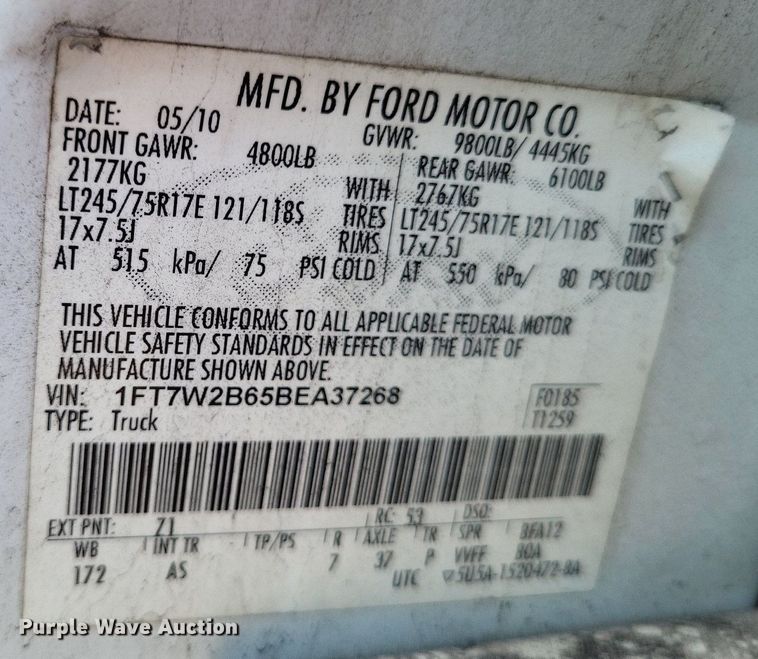 MFD. BY FORD MOTOR CO.
DATE: 05/10 GVWR: 9800LB/ 4445KG
FRONT GAWR: 4800LB REAR GAWR: 6100LB
2177KG WITH 2767KG WITH
LT245/75R17E 121/118S TIRES LT245/75R17E 121/118S TIRES
17x7.5J RIMS 17x7.5J RIMS
AT 515 kPa/ 75 PSI COLD AT 550 kPa/ 80 PSI COLD
THIS VEHICLE CONFORMS TO ALL APPLICABLE FEDERAL MOTOR
VEHICLE SAFETY STANDARDS IN EFFECT ON THE DATE OF
MANUFACTURE SHOWN ABOVE.
VIN: 1FT7W2B65BEA37268 F0185
TYPE: Truck T1259
EXT PNT: Z1 RC: 53 DSO:
WB INT TR TP/PS R AXLE TR SPR BFA12
172 AS 7 37 P VVFF BOA
UTC
Purple Wave Auction